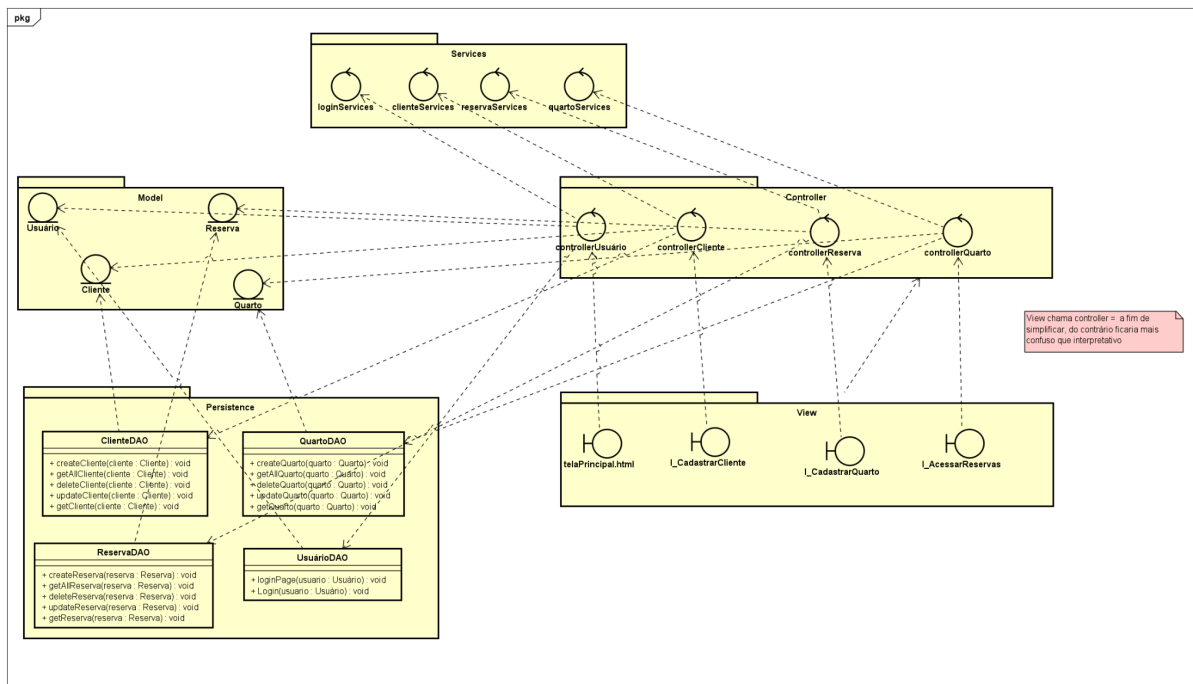 pkg
Services
loginServices
clienteServices
reservaServices
quartoServices
Model
Usuário
Reserva
Cliente
Quarto
Controller
controllerUsuário
controllerCliente
controllerReserva
controllerQuarto
View chama controller = a fim de
simplificar, do contrário ficaria mais
confuso que interpretativo
Persistence
ClienteDAO
+ createCliente(cliente : Cliente) : void
+ getAllCliente(cliente : Cliente) : void
+ deleteCliente(cliente : Cliente) : void
+ updateCliente(cliente : Cliente) : void
+ getCliente(cliente : Cliente) : void
QuartoDAO
+ createQuarto(quarto : Quarto) : void
+ getAllQuarto(quarto : Quarto) : void
+ deleteQuarto(quarto : Quarto) : void
+ updateQuarto(quarto : Quarto) : void
+ getQuarto(quarto : Quarto) : void
ReservaDAO
+ createReserva(reserva : Reserva) : void
+ getAllReserva(reserva : Reserva) : void
+ deleteReserva(reserva : Reserva) : void
+ updateReserva(reserva : Reserva) : void
+ getReserva(reserva : Reserva) : void
UsuárioDAO
+ loginPage(usuario : Usuário) : void
+ Login(usuario : Usuário) : void
View
telaPrincipal.html
I_CadastrarCliente
I_CadastrarQuarto
I_AcessarReservas